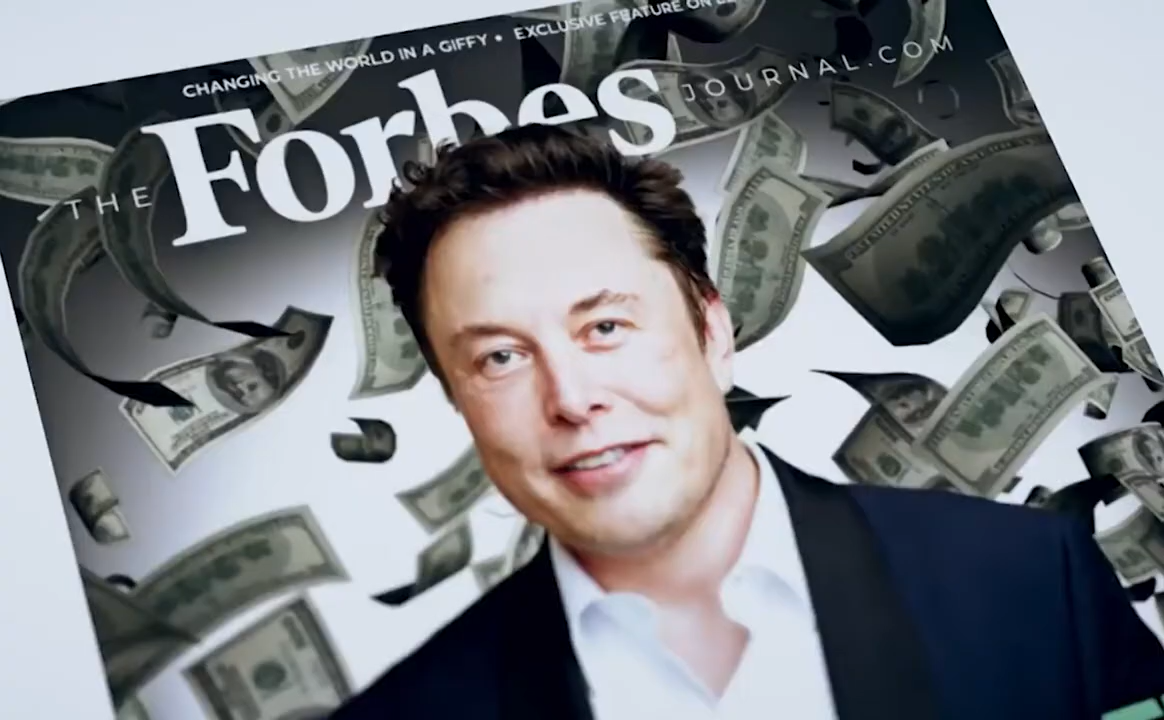 CHANGING THE WORLD IN A GIFFY • EXCLUSIVE FEATURE ON
THE Forbes JOURNAL.COM